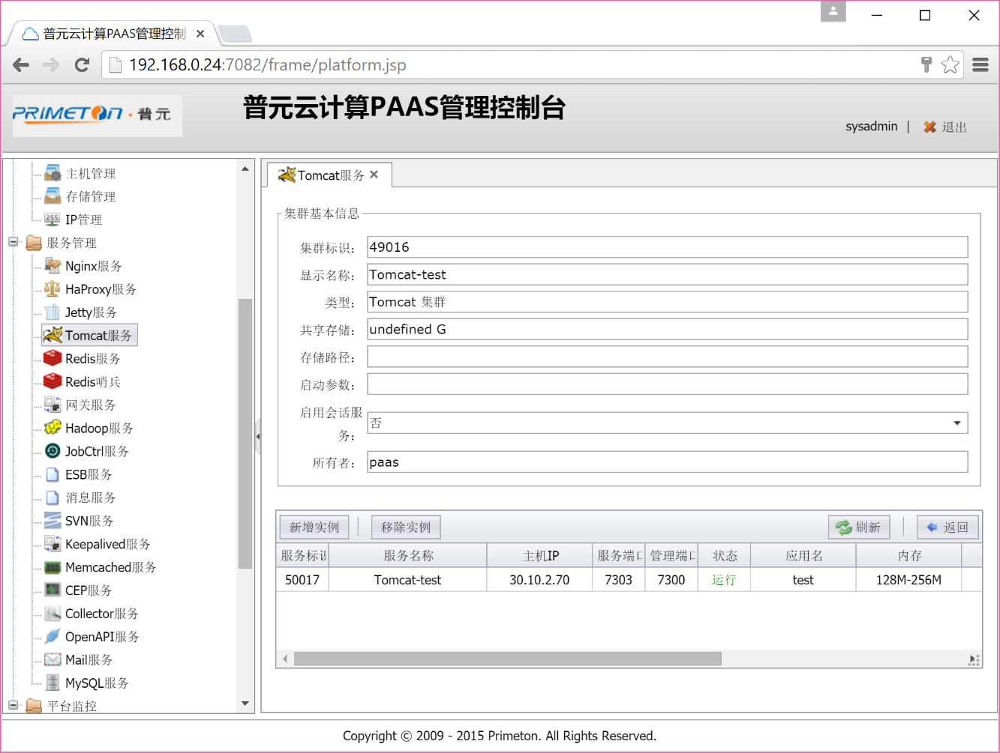 普元云计算PAAS管理控制
192.168.0.24:7082/frame/platform.jsp
PRIMETON·普元
普元云计算PAAS管理控制台
sysadmin | 退出
主机管理
存储管理
IP管理
服务管理
Nginx服务
HaProxy服务
Jetty服务
Tomcat服务
Redis服务
Redis哨兵
网关服务
Hadoop服务
JobCtrl服务
ESB服务
消息服务
SVN服务
Keepalived服务
Memcached服务
CEP服务
Collector服务
OpenAPI服务
Mail服务
MySQL服务
平台监控
Tomcat服务
集群基本信息
集群标识： 49016
显示名称： Tomcat-test
类型： Tomcat 集群
共享存储： undefined G
存储路径：
启动参数：
启用会话服务： 否
所有者： paas
新增实例 移除实例 刷新 返回
服务标识 服务名称 主机IP 服务端口 管理端口 状态 应用名 内存
50017 Tomcat-test 30.10.2.70 7303 7300 运行 test 128M-256M
Copyright © 2009 - 2015 Primeton. All Rights Reserved.